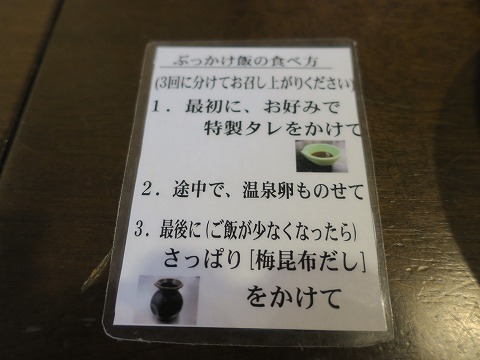 ぶっかけ飯の食べ方
(3回に分けてお召し上がりください)
1．最初に、お好みで
特製タレをかけて
2．途中で、温泉卵ものせて
3．最後に(ご飯が少なくなったら)
さっぱり[梅昆布だし]
をかけて